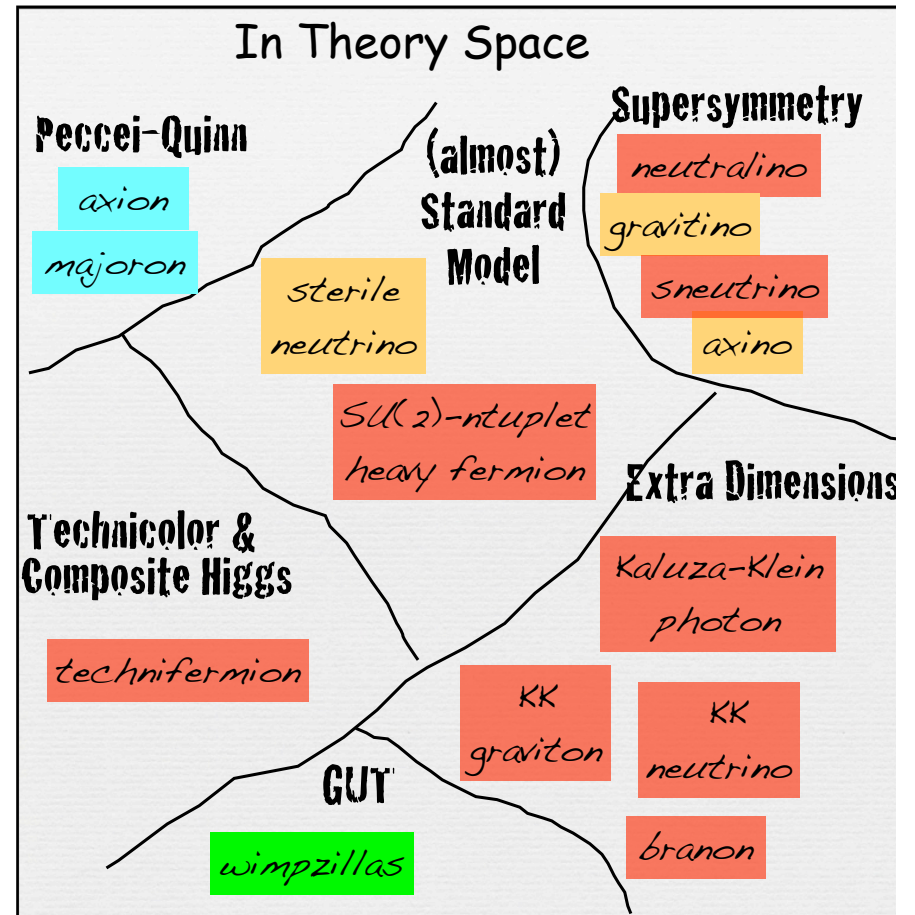 In Theory Space
Peccei-Quinn
axion
majoron
(almost)
Standard
Model
sterile
neutrino
SU(2)-ntuplet
heavy fermion
Supersymmetry
neutralino
gravitino
sneutrino
axino
Technicolor &
Composite Higgs
technifermion
Extra Dimensions
Kaluza-Klein
photon
KK
graviton
KK
neutrino
branon
GUT
wimpzillas